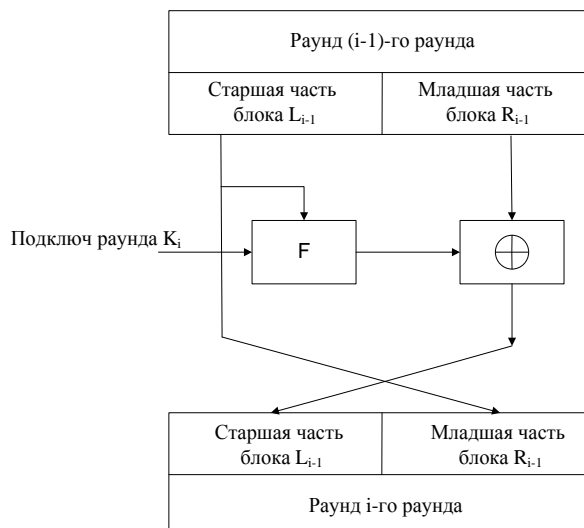 Раунд (i-1)-го раунда
Старшая часть
блока Li-1
Младшая часть
блока Ri-1
Подключ раунда Ki
F
Старшая часть
блока Li-1
Младшая часть
блока Ri-1
Раунд i-го раунда